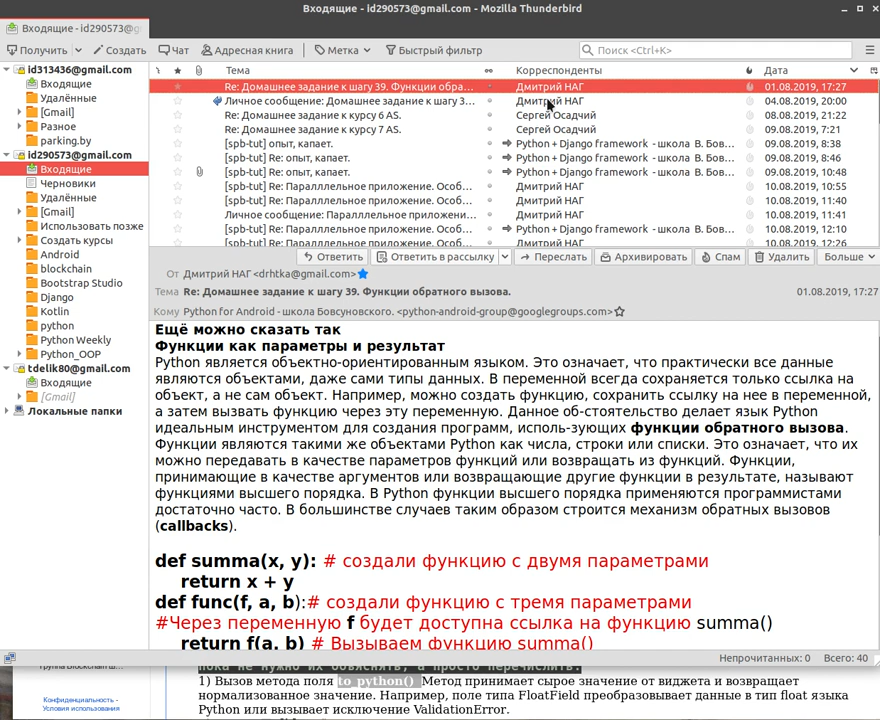 Входящие - id290573@gmail.com - Mozilla Thunderbird
Входящие - id290573@gmail.com
Получить Создать Чат Адресная книга Метка Быстрый фильтр Поиск <Ctrl+K>
id313436@gmail.com
Входящие
Удалённые
[Gmail]
Разное
parking.by
id290573@gmail.com
Входящие
Черновики
Удалённые
[Gmail]
Использовать позже
Создать курсы
Android
blockchain
Bootstrap Studio
Django
Kotlin
python
Python Weekly
Python_OOP
tdelik80@gmail.com
Входящие
[Gmail]
Локальные папки
Тема Корреспонденты Дата
Re: Домашнее задание к шагу 39. Функции обра... Дмитрий НАГ 01.08.2019, 17:27
Личное сообщение: Домашнее задание к шагу 3... Дмитрий НАГ 04.08.2019, 20:00
Re: Домашнее задание к курсу 6 AS. Сергей Осадчий 08.08.2019, 21:22
Re: Домашнее задание к курсу 7 AS. Сергей Осадчий 09.08.2019, 7:21
[spb-tut] опыт, капает. Python + Django framework - школа В. Бов... 09.08.2019, 8:38
[spb-tut] Re: опыт, капает. Python + Django framework - школа В. Бов... 09.08.2019, 8:46
[spb-tut] Re: опыт, капает. Python + Django framework - школа В. Бов... 09.08.2019, 10:48
[spb-tut] Re: Параллельное приложение. Особ... Дмитрий НАГ 10.08.2019, 10:55
[spb-tut] Re: Параллельное приложение. Особ... Дмитрий НАГ 10.08.2019, 11:40
Личное сообщение: Параллельное приложени... Дмитрий НАГ 10.08.2019, 11:41
[spb-tut] Re: Параллельное приложение. Особ... Python + Django framework - школа В. Бов... 10.08.2019, 12:10
[spb-tut] Re: Параллельное приложение. Особ... Дмитрий НАГ 10.08.2019, 12:26
Ответить Ответить в рассылку Переслать Архивировать Спам Удалить Больше
От Дмитрий НАГ <drhtka@gmail.com>
Тема Re: Домашнее задание к шагу 39. Функции обратного вызова. 01.08.2019, 17:27
Кому Python for Android - школа Бовсуновского. <python-android-group@googlegroups.com>
Ещё можно сказать так
Функции как параметры и результат
Python является объектно-ориентированным языком. Это означает, что практически все данные
являются объектами, даже сами типы данных. В переменной всегда сохраняется только ссылка на
объект, а не сам объект. Например, можно создать функцию, сохранить ссылку на нее в переменной,
а затем вызвать функцию через эту переменную. Данное об-стоятельство делает язык Python
идеальным инструментом для создания программ, исполь-зующих функции обратного вызова.
Функции являются такими же объектами Python как числа, строки или списки. Это означает, что их
можно передавать в качестве параметров функций или возвращать из функций. Функции,
принимающие в качестве аргументов или возвращающие другие функции в результате, называют
функциями высшего порядка. В Python функции высшего порядка применяются программистами
достаточно часто. В большинстве случаев таким образом строится механизм обратных вызовов
(callbacks).
def summa(x, y): # создали функцию с двумя параметрами
return x + y
def func(f, a, b):# создали функцию с тремя параметрами
#Через переменную f будет доступна ссылка на функцию summa()
return f(a, b) # Вызываем функцию summa()
Непрочитанных: 0 Всего: 40
пока не нужно их объяснять, а просто перечислить.
1) Вызов метода поля to_python() Метод принимает сырое значение от виджета и возвращает
нормализованное значение. Например, поле типа FloatField преобразовывает данные в тип float языка
Python или вызывает исключение ValidationError.
Конфиденциальность -
Условия использования